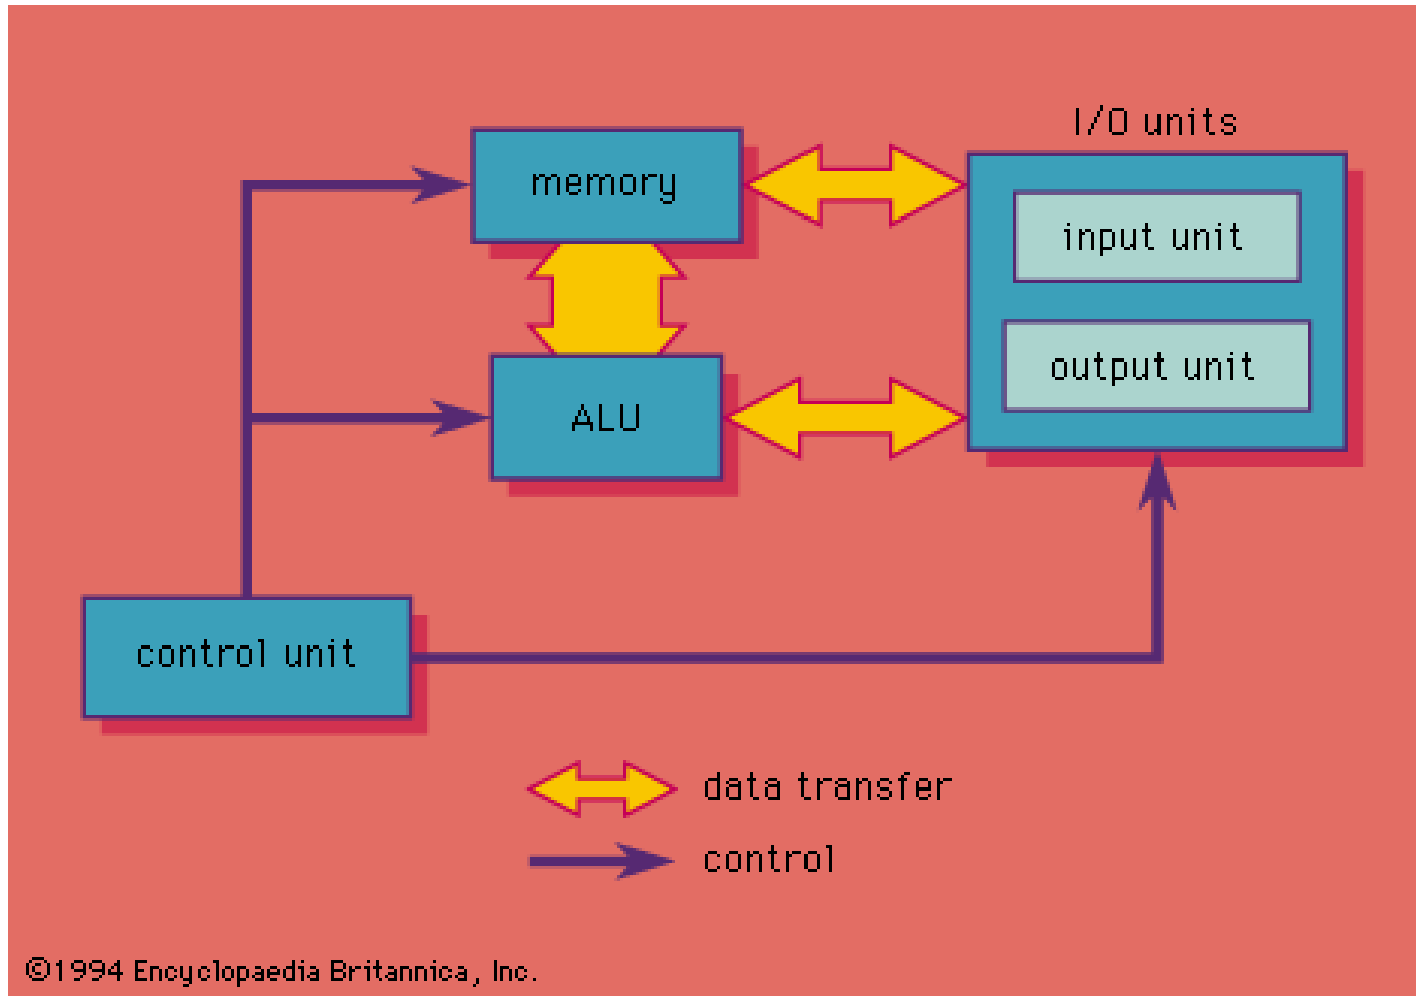 I/O units
memory
input unit
output unit
ALU
control unit
data transfer
control
©1994 Encyclopaedia Britannica, Inc.